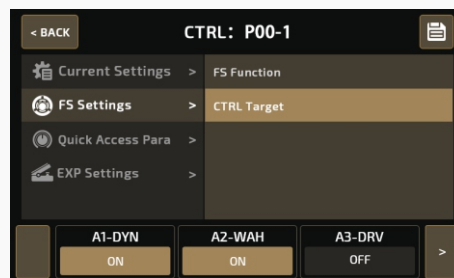 < BACK
CTRL: P00-1
Current Settings >
FS Function
FS Settings >
CTRL Target
Quick Access Para >
EXP Settings >
A1-DYN
A2-WAH
A3-DRV
ON
ON
OFF
>